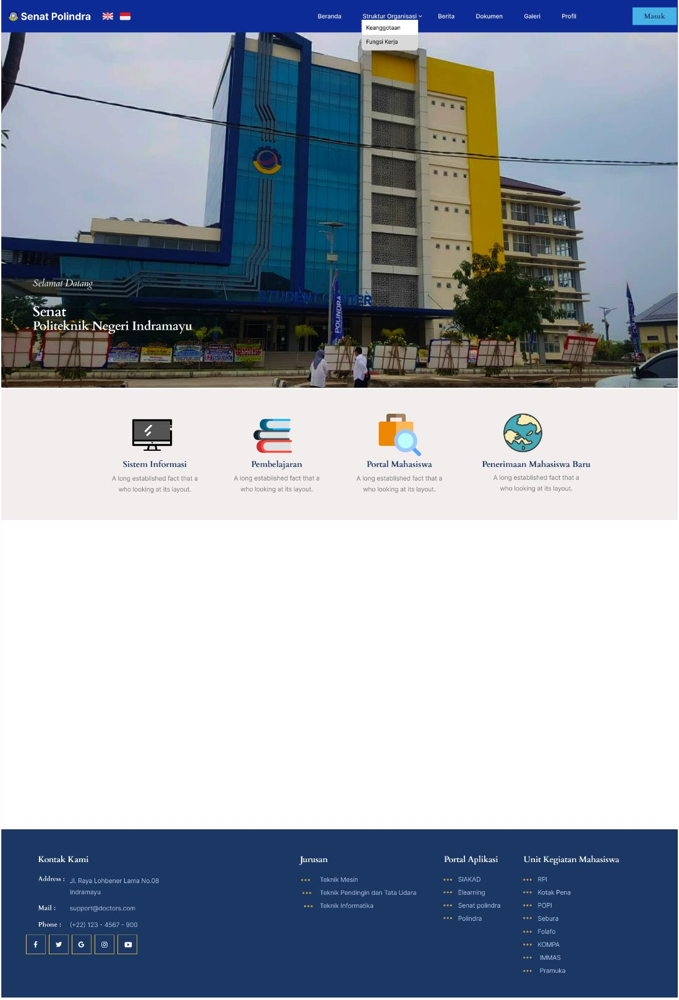 Senat Polindra
Beranda
Struktur Organisasi
Berita
Dokumen
Galeri
Profil
Masuk
Keanggotaan
Fungsi Kerja
STUDENT CENTER
POLINDRA
Selamat Datang
Senat
Politeknik Negeri Indramayu
Sistem Informasi
A long established fact that a
who looking at its layout.
Pembelajaran
A long established fact that a
who looking at its layout.
Portal Mahasiswa
A long established fact that a
who looking at its layout.
Penerimaan Mahasiswa Baru
A long established fact that a
who looking at its layout.
Kontak Kami
Address :
Jl. Raya Lohbener Lama No.08
Indramayu
Mail :
support@doctors.com
Phone :
(+22) 123 - 4567 - 900
Jurusan
Teknik Mesin
Teknik Pendingin dan Tata Udara
Teknik Informatika
Portal Aplikasi
SIAKAD
Elearning
Senat polindra
Polindra
Unit Kegiatan Mahasiswa
RPI
Kotak Pena
POPI
Sebura
Folafo
KOMPA
IMMAS
Pramuka